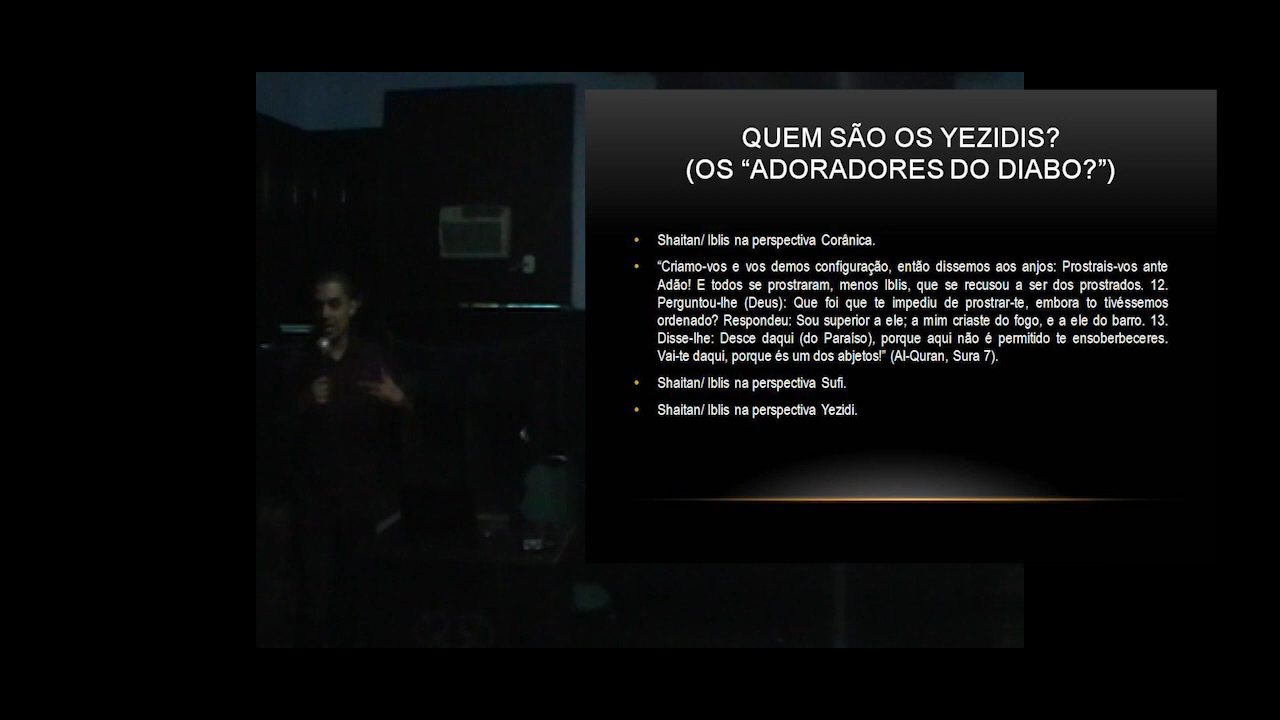 QUEM SÃO OS YEZIDIS?
(OS “ADORADORES DO DIABO?”)
• Shaitan/ Iblis na perspectiva Corânica.
• “Criamo-vos e vos demos configuração, então dissemos aos anjos: Prostrais-vos ante
Adão! E todos se prostraram, menos Iblis, que se recusou a ser dos prostrados. 12.
Perguntou-lhe (Deus): Que foi que te impediu de prostrar-te, embora to tivéssemos
ordenado? Respondeu: Sou superior a ele; a mim criaste do fogo, e a ele do barro. 13.
Disse-lhe: Desce daqui (do Paraíso), porque aqui não é permitido te ensoberbeceres.
Vai-te daqui, porque és um dos abjetos!” (Al-Quran, Sura 7).
• Shaitan/ Iblis na perspectiva Sufi.
• Shaitan/ Iblis na perspectiva Yezidi.